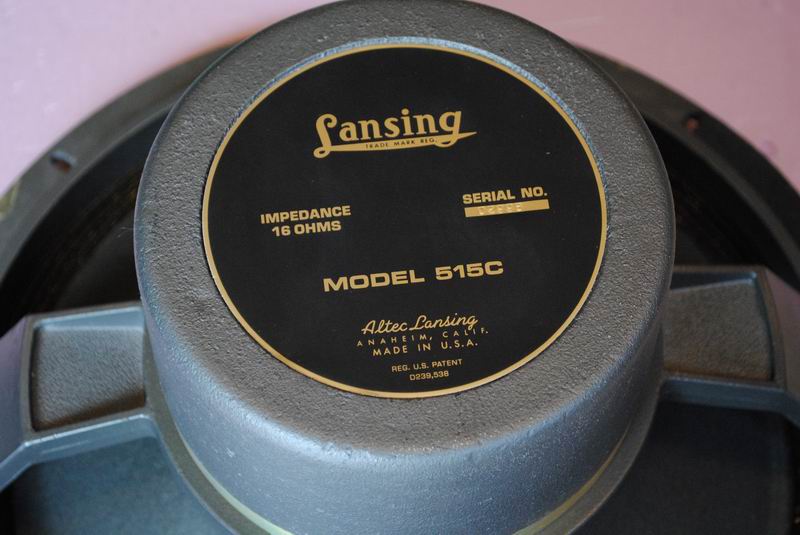 Lansing
TRADE MARK REG.
IMPEDANCE
16 OHMS
SERIAL NO.
MODEL 515C
Altec Lansing
ANAHEIM, CALIF.
MADE IN U.S.A.
REG. U.S. PATENT
D239,538